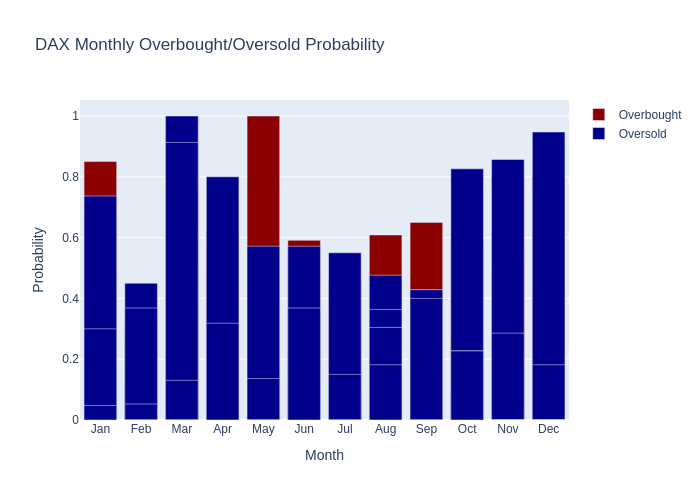 DAX Monthly Overbought/Oversold Probability
Overbought
Oversold
Probability
1
0.8
0.6
0.4
0.2
0
Jan Feb Mar Apr May Jun Jul Aug Sep Oct Nov Dec
Month